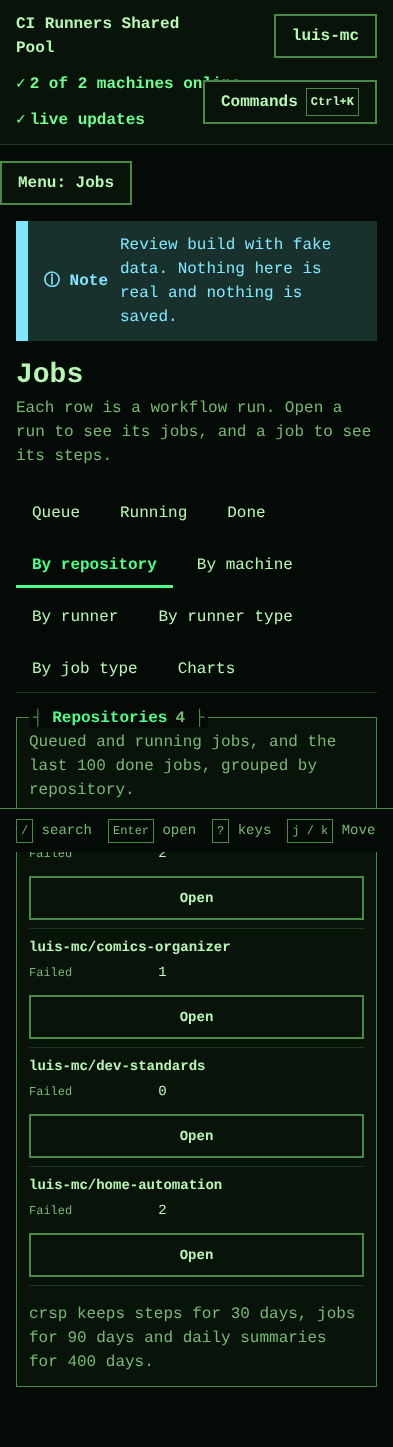 CI Runners Shared
Pool
luis-mc
✓ 2 of 2 machines online
Commands Ctrl+K
✓ live updates
Menu: Jobs
ⓘ Note
Review build with fake
data. Nothing here is
real and nothing is
saved.
Jobs
Each row is a workflow run. Open a
run to see its jobs, and a job to see
its steps.
Queue Running Done
By repository By machine
By runner By runner type
By job type Charts
┤ Repositories 4 ├
Queued and running jobs, and the
last 100 done jobs, grouped by
repository.
/ search Enter open ? keys j / k Move
Failed 2
Open
luis-mc/comics-organizer
Failed 1
Open
luis-mc/dev-standards
Failed 0
Open
luis-mc/home-automation
Failed 2
Open
crsp keeps steps for 30 days, jobs
for 90 days and daily summaries
for 400 days.